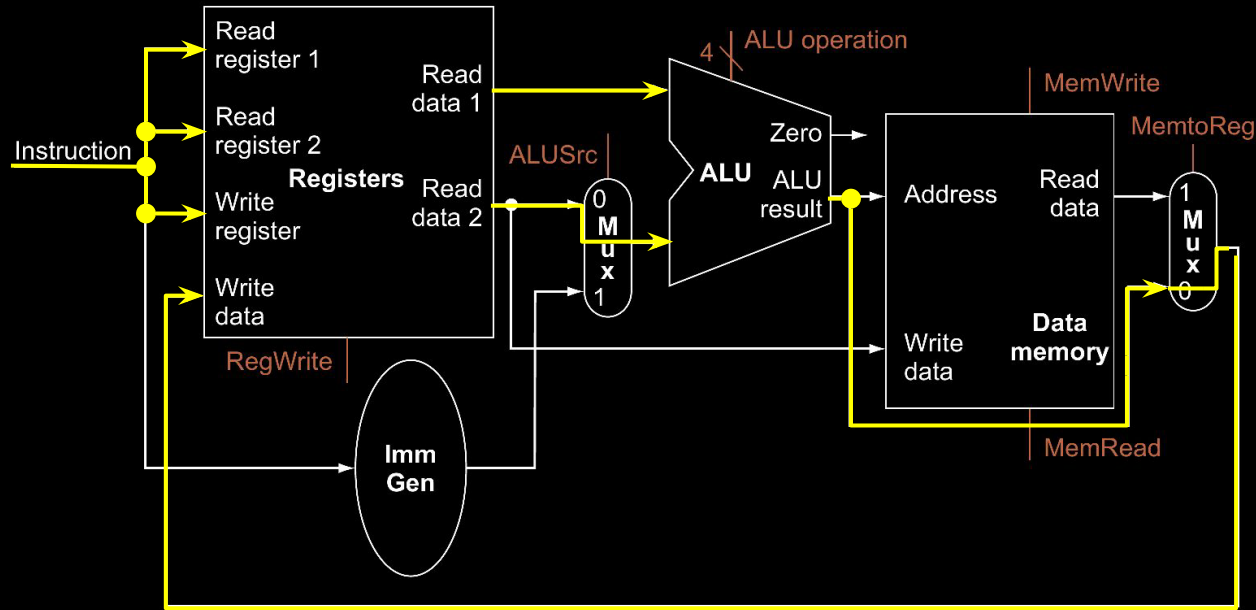 Instruction
Read
register 1
Read
register 2
Registers
Write
register
Write
data
Read
data 1
Read
data 2
RegWrite
Imm
Gen
ALUSrc
0
M
u
x
1
4
ALU operation
Zero
ALU
ALU
result
MemWrite
Address
Read
data
Write
data
Data
memory
MemRead
MemtoReg
1
M
u
x
0